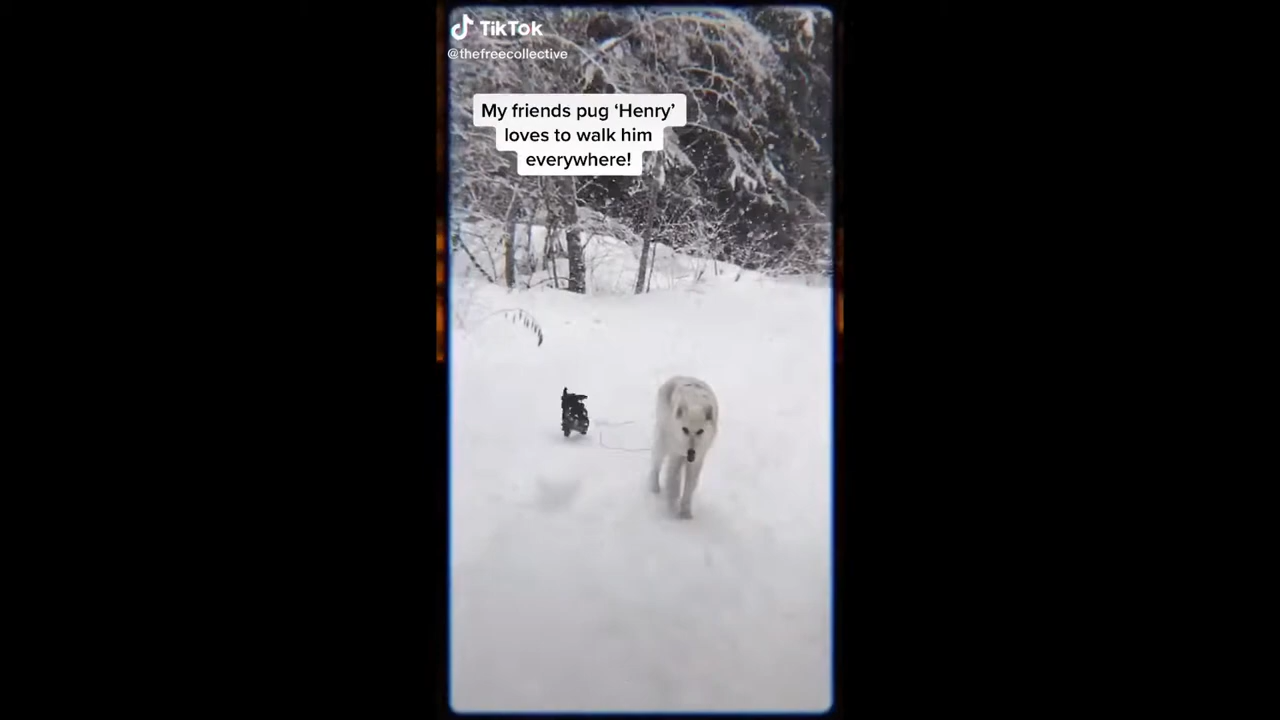 TikTok
@thefreecollective
My friends pug ‘Henry’
loves to walk him
everywhere!